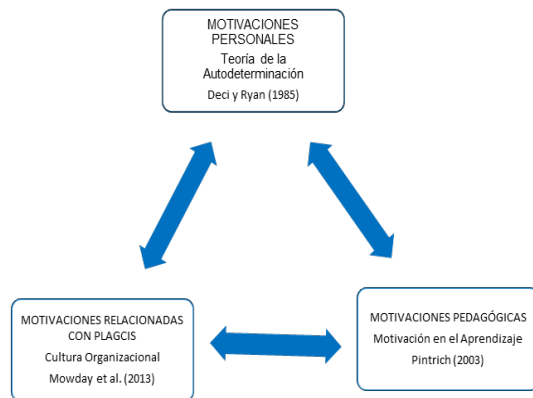 MOTIVACIONES
PERSONALES
Teoría de la
Autodeterminación
Deci y Ryan (1985)
MOTIVACIONES RELACIONADAS
CON PLAGCIS
Cultura Organizacional
Mowday et al. (2013)
MOTIVACIONES PEDAGÓGICAS
Motivación en el Aprendizaje
Pintrich (2003)